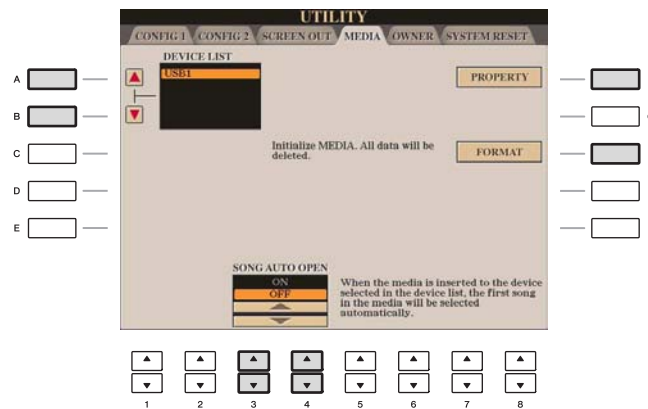 UTILITY
CONFIG 1 CONFIG 2 SCREEN OUT MEDIA OWNER SYSTEM RESET
DEVICE LIST
USB1
PROPERTY
Initialize MEDIA. All data will be
deleted.
FORMAT
A
B
C
D
E
SONG AUTO OPEN
ON
OFF
When the media is inserted to the device
selected in the device list, the first song
in the media will be selected
automatically.
1 2 3 4 5 6 7 8